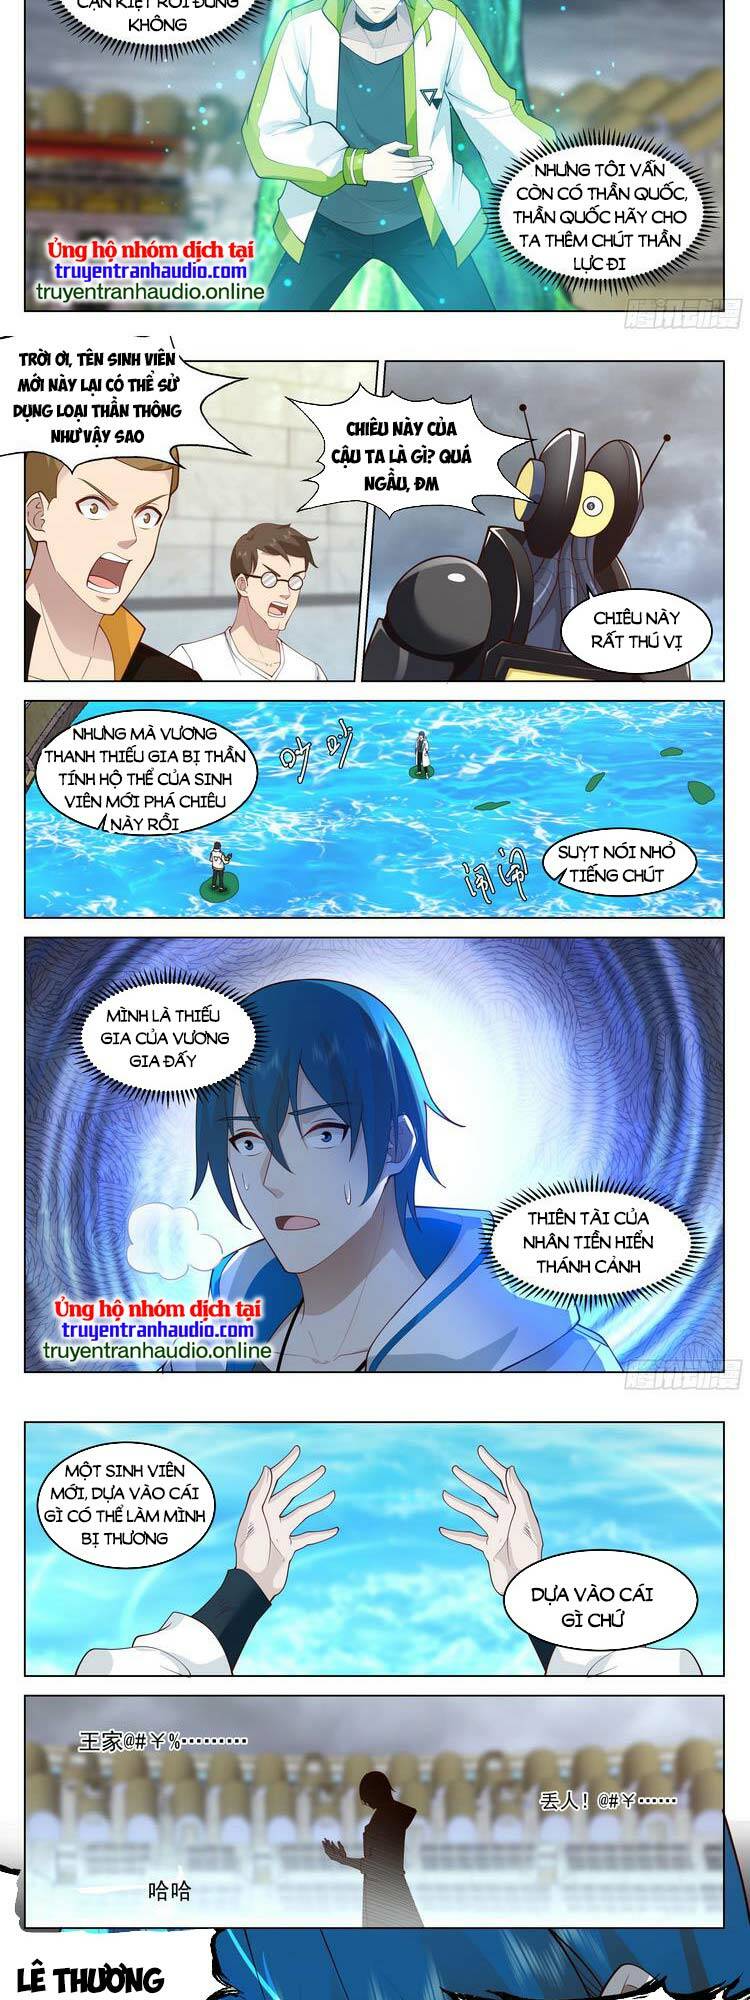 CẠN KIỆT RỒI ĐÚNG
KHÔNG
NHƯNG TÔI VẪN
CÒN CÓ THẦN QUỐC,
THẦN QUỐC HÃY CHO
TA THÊM CHÚT THẦN
LỰC ĐI
Ủng hộ nhóm dịch tại
truyentranhaudio.com
truyentranhaudio.online
TRỜI ƠI, TÊN SINH VIÊN
MỚI NÀY LẠI CÓ THỂ SỬ
DỤNG LOẠI THẦN THÔNG
NHƯ VẬY SAO
CHIÊU NÀY CỦA
CẬU TA LÀ GÌ? QUÁ
NGẦU, ĐM
CHIÊU NÀY
RẤT THÚ VỊ
NHƯNG MÀ VƯƠNG
THANH THIẾU GIA BỊ THẦN
TÍNH HỘ THỂ CỦA SINH
VIÊN MỚI PHÁ CHIÊU
NÀY RỒI
吵吵
闹闹
SUỴT NÓI NHỎ
TIẾNG CHÚT
MÌNH LÀ THIẾU
GIA CỦA VƯƠNG
GIA ĐẤY
THIÊN TÀI CỦA
NHÂN TIỀN HIỂN
THÁNH CẢNH
Ủng hộ nhóm dịch tại
truyentranhaudio.com
truyentranhaudio.online
MỘT SINH VIÊN
MỚI, DỰA VÀO CÁI
GÌ CÓ THỂ LÀM MÌNH
BỊ THƯƠNG
DỰA VÀO CÁI
GÌ CHỨ
王家@#￥%………
丢人！@#￥……
哈哈
LÊ THƯƠNG